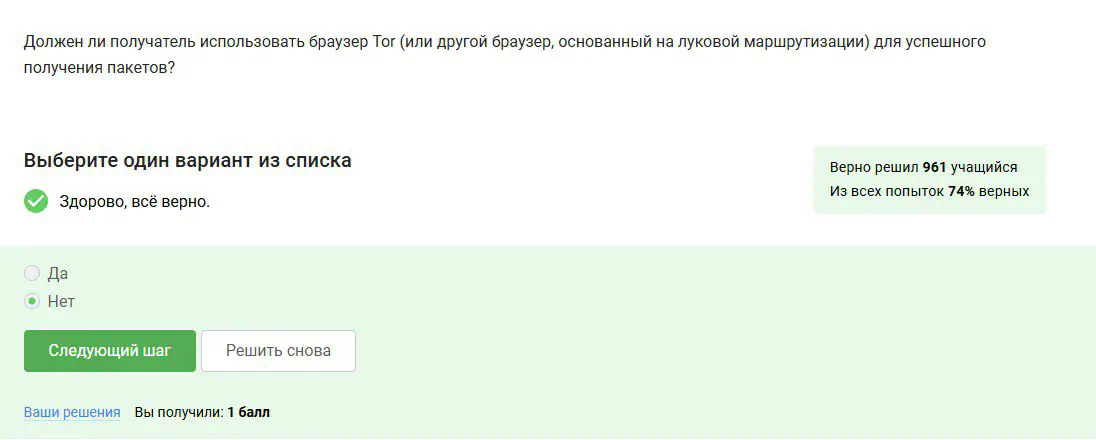 Должен ли получатель использовать браузер Tor (или другой браузер, основанный на луковой маршрутизации) для успешного
получения пакетов?
Выберите один вариант из списка
Здорово, всё верно.
Верно решил 961 учащийся
Из всех попыток 74% верных
Да
Нет
Следующий шаг
Решить снова
Ваши решения Вы получили: 1 балл